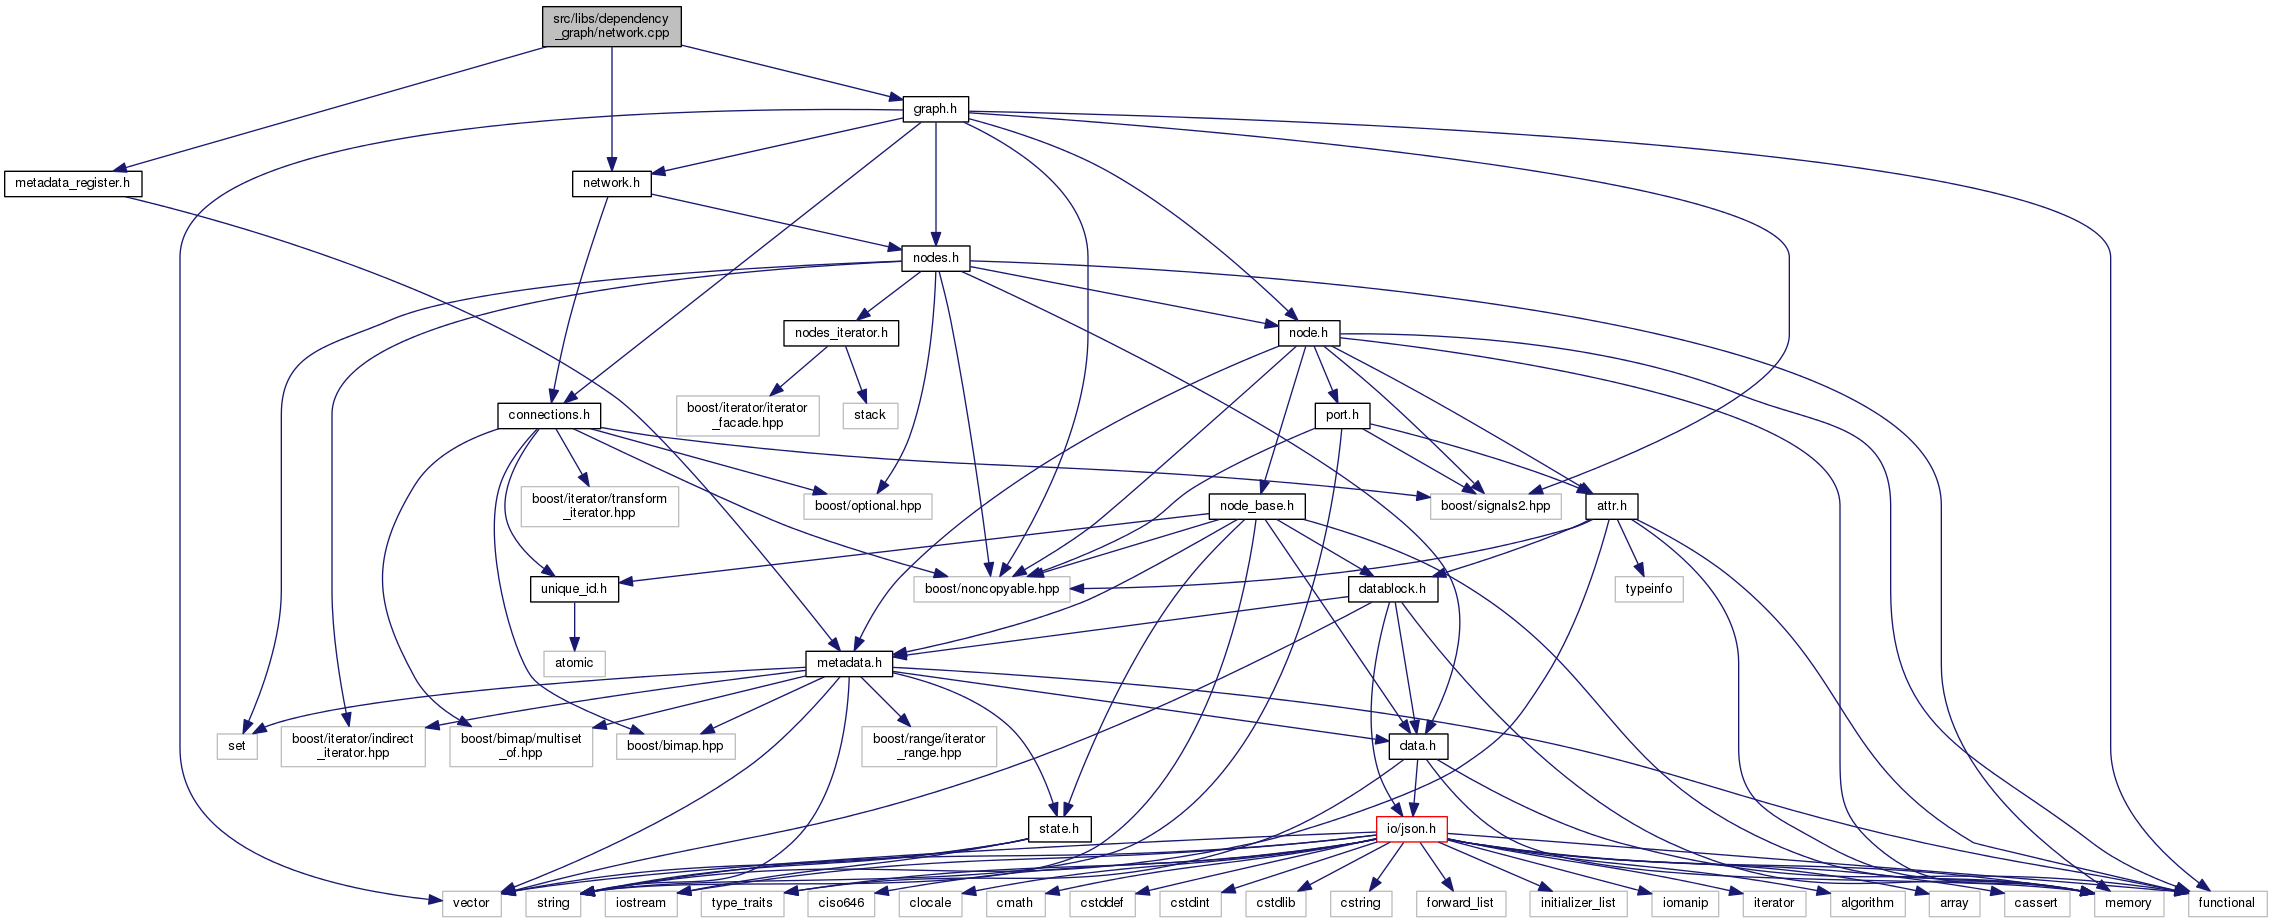 src/libs/dependency
_graph/network.cpp
graph.h
metadata_register.h
network.h
nodes.h
nodes_iterator.h
node.h
connections.h
boost/iterator/iterator
_facade.hpp
stack
port.h
boost/iterator/transform
_iterator.hpp
boost/optional.hpp
node_base.h
boost/signals2.hpp
attr.h
unique_id.h
boost/noncopyable.hpp
datablock.h
typeinfo
atomic
metadata.h
set
boost/iterator/indirect
_iterator.hpp
boost/bimap/multiset
_of.hpp
boost/bimap.hpp
boost/range/iterator
_range.hpp
data.h
state.h
io/json.h
vector
string
iostream
type_traits
ciso646
clocale
cmath
cstddef
cstdint
cstdlib
cstring
forward_list
initializer_list
iomanip
iterator
algorithm
array
cassert
memory
functional